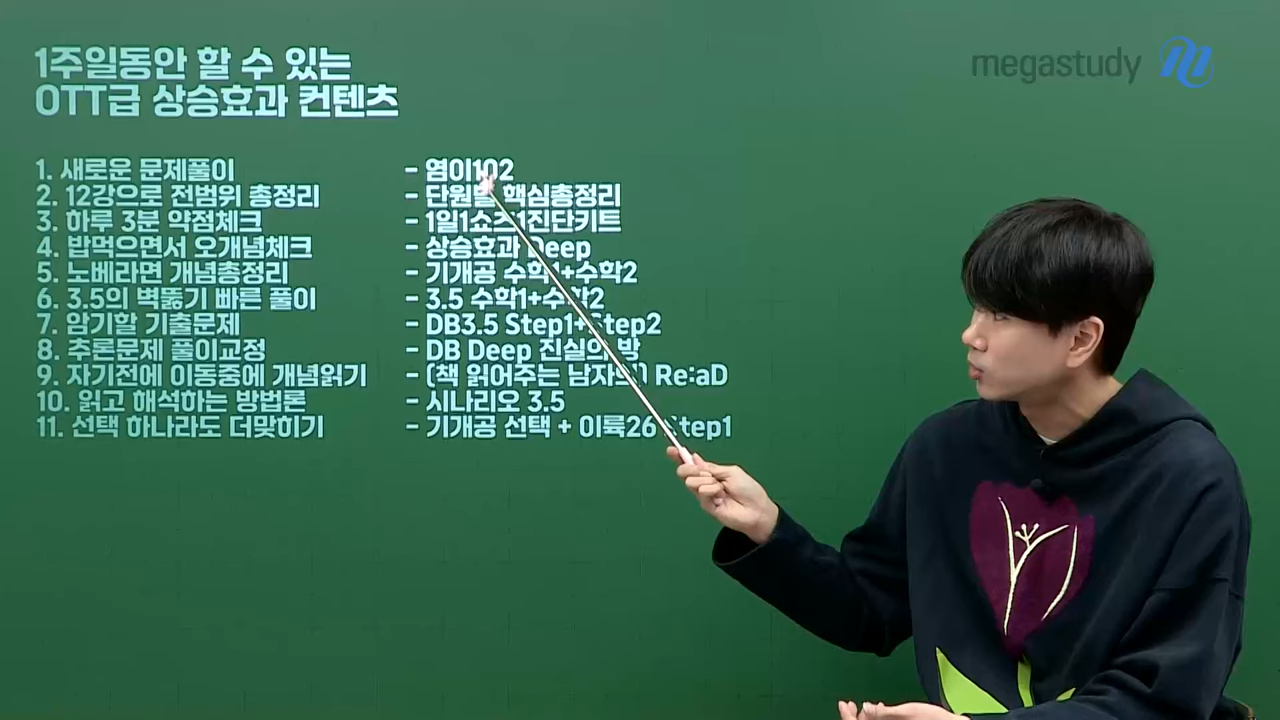 1주일동안 할 수 있는
OTT급 상승효과 컨텐츠
megastudy
1. 새로운 문제풀이 - 염이102
2. 12강으로 전범위 총정리 - 단원별 핵심총정리
3. 하루 3분 약점체크 - 1일1쇼츠1진단키트
4. 밥먹으면서 오개념체크 - 상승효과 Deep
5. 노베라면 개념총정리 - 기개공 수학1+수학2
6. 3.5의 벽뚫기 빠른 풀이 - 3.5 수학1+수학2
7. 암기할 기출문제 - DB3.5 Step1+Step2
8. 추론문제 풀이교정 - DB Deep 진실의 방
9. 자기전에 이동중에 개념읽기 - (책 읽어주는 남자의) Re:aD
10. 읽고 해석하는 방법론 - 시나리오 3.5
11. 선택 하나라도 더맞히기 - 기개공 선택 + 이륙26 Step1